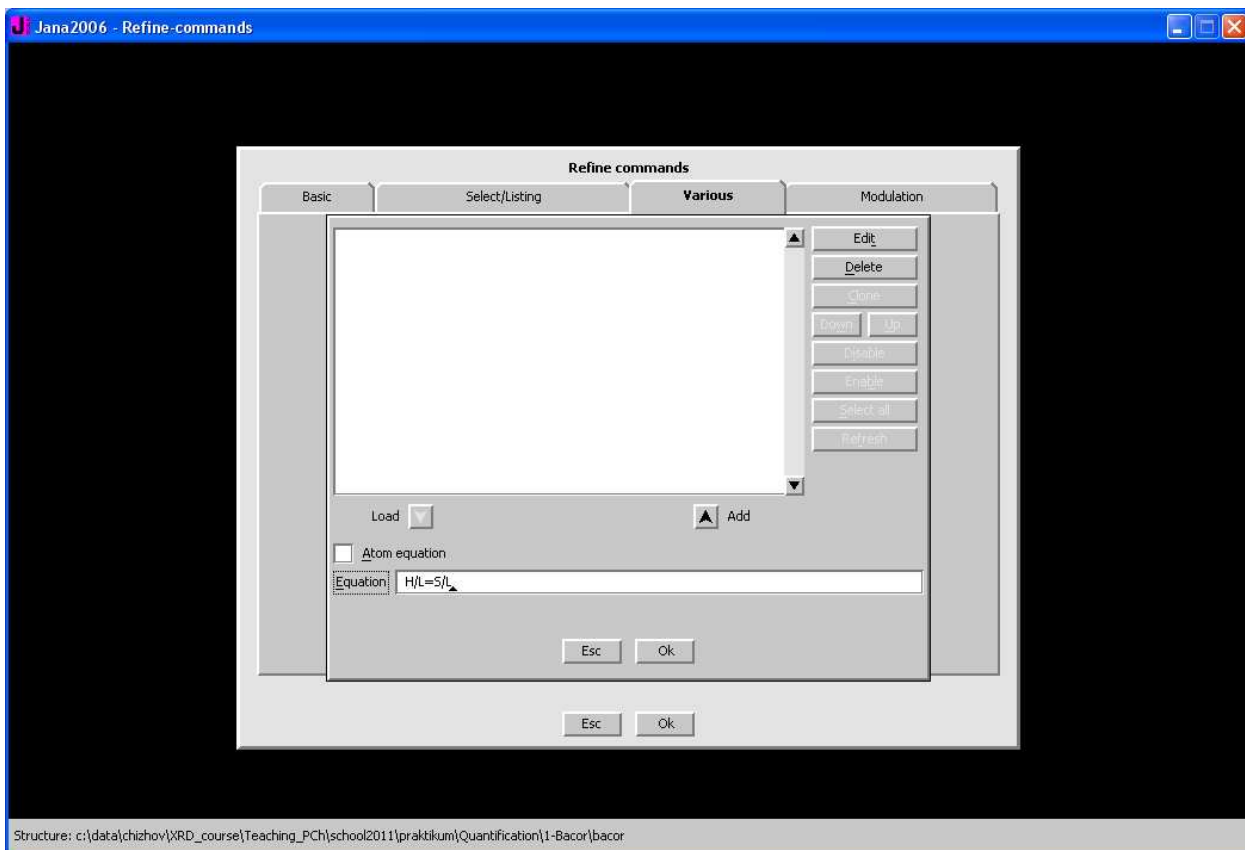 Jana2006 - Refine-commands
Refine commands
Basic
Select/Listing
Various
Modulation
Edit
Delete
Clone
Down
Up
Disable
Enable
Select all
Refresh
Load
Add
Atom equation
Equation
H/L=S/L
Esc
Ok
Esc
Ok
Structure: c:\data\chizhov\XRD_course\Teaching_PCh\school2011\praktikum\Quantification\1-Bacor\bacor